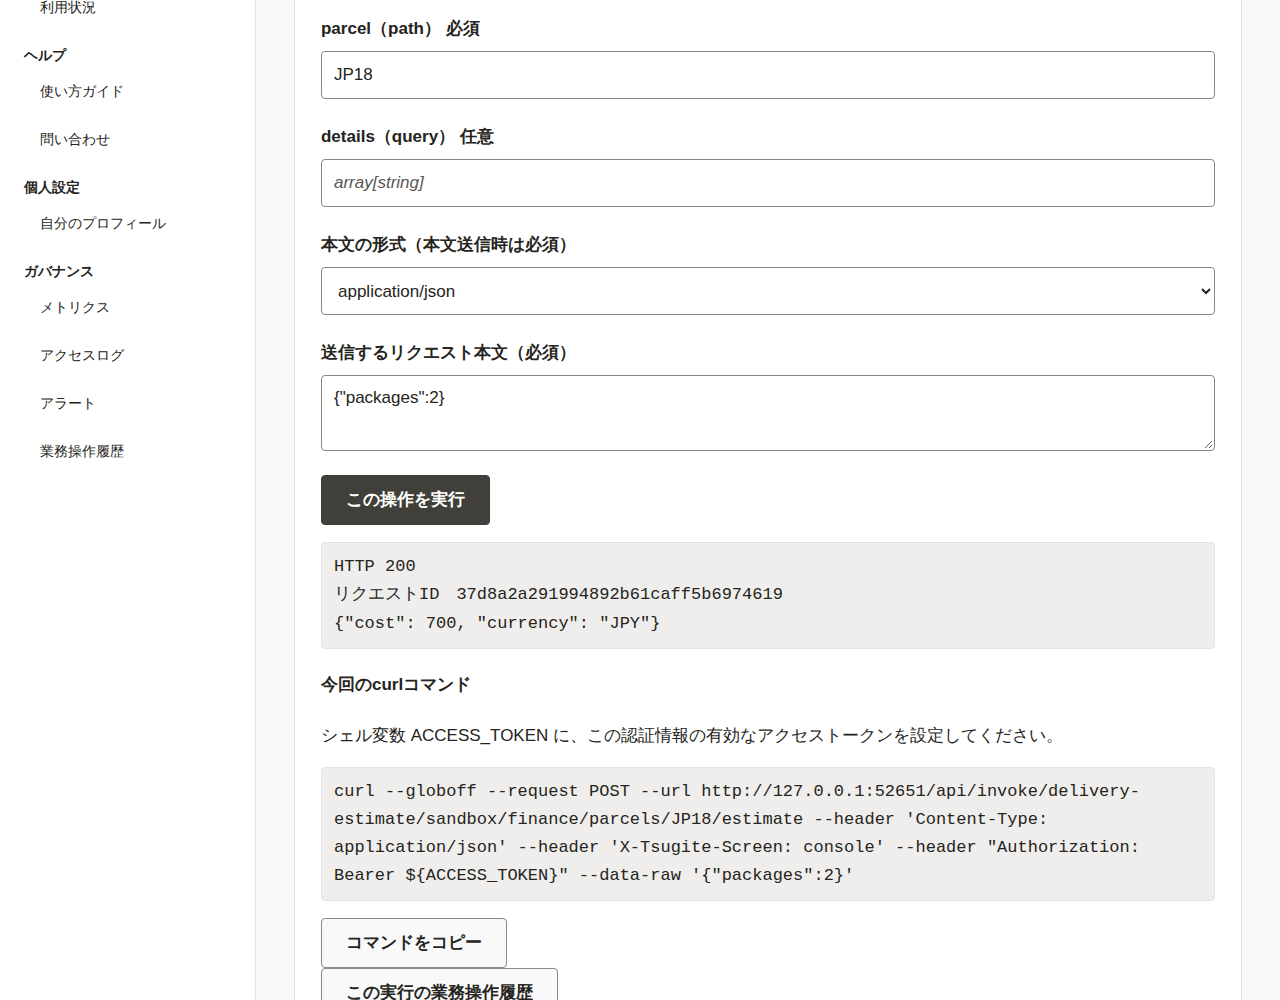 利用状況
ヘルプ
使い方ガイド
問い合わせ
個人設定
自分のプロフィール
ガバナンス
メトリクス
アクセスログ
アラート
業務操作履歴
parcel（path） 必須
JP18
details（query） 任意
array[string]
本文の形式（本文送信時は必須）
application/json
送信するリクエスト本文（必須）
{"packages":2}
この操作を実行
HTTP 200
リクエストID 37d8a2a291994892b61caff5b6974619
{"cost": 700, "currency": "JPY"}
今回のcurlコマンド
シェル変数 ACCESS_TOKEN に、この認証情報の有効なアクセストークンを設定してください。
curl --globoff --request POST --url http://127.0.0.1:52651/api/invoke/delivery-
estimate/sandbox/finance/parcels/JP18/estimate --header 'Content-Type:
application/json' --header 'X-Tsugite-Screen: console' --header "Authorization:
Bearer ${ACCESS_TOKEN}" --data-raw '{"packages":2}'
コマンドをコピー
この実行の業務操作履歴